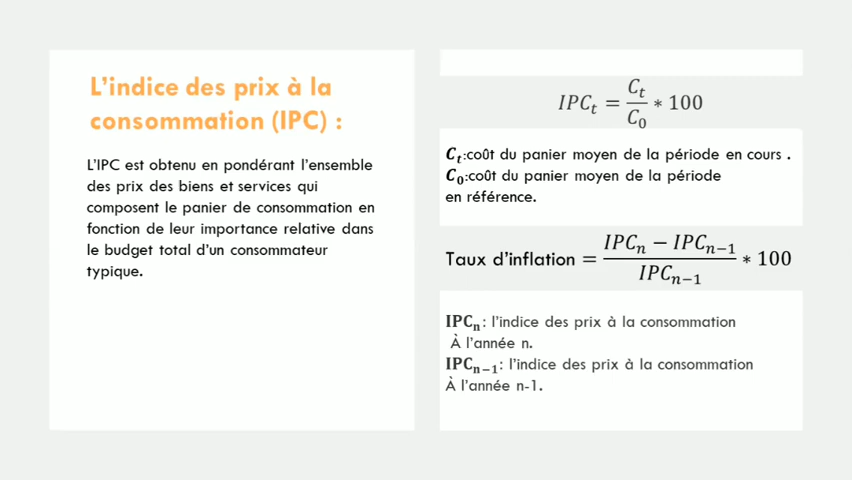 L'indice des prix à la
consommation (IPC) :
L'IPC est obtenu en pondérant l'ensemble
des prix des biens et services qui
composent le panier de consommation en
fonction de leur importance relative dans
le budget total d'un consommateur
typique.
IPC_t = C_t / C_0 * 100
C_t:coût du panier moyen de la période en cours .
C_0:coût du panier moyen de la période
en référence.
Taux d'inflation = (IPC_n − IPC_{n−1}) / IPC_{n−1} * 100
IPC_n: l'indice des prix à la consommation
À l'année n.
IPC_{n−1}: l'indice des prix à la consommation
À l'année n-1.